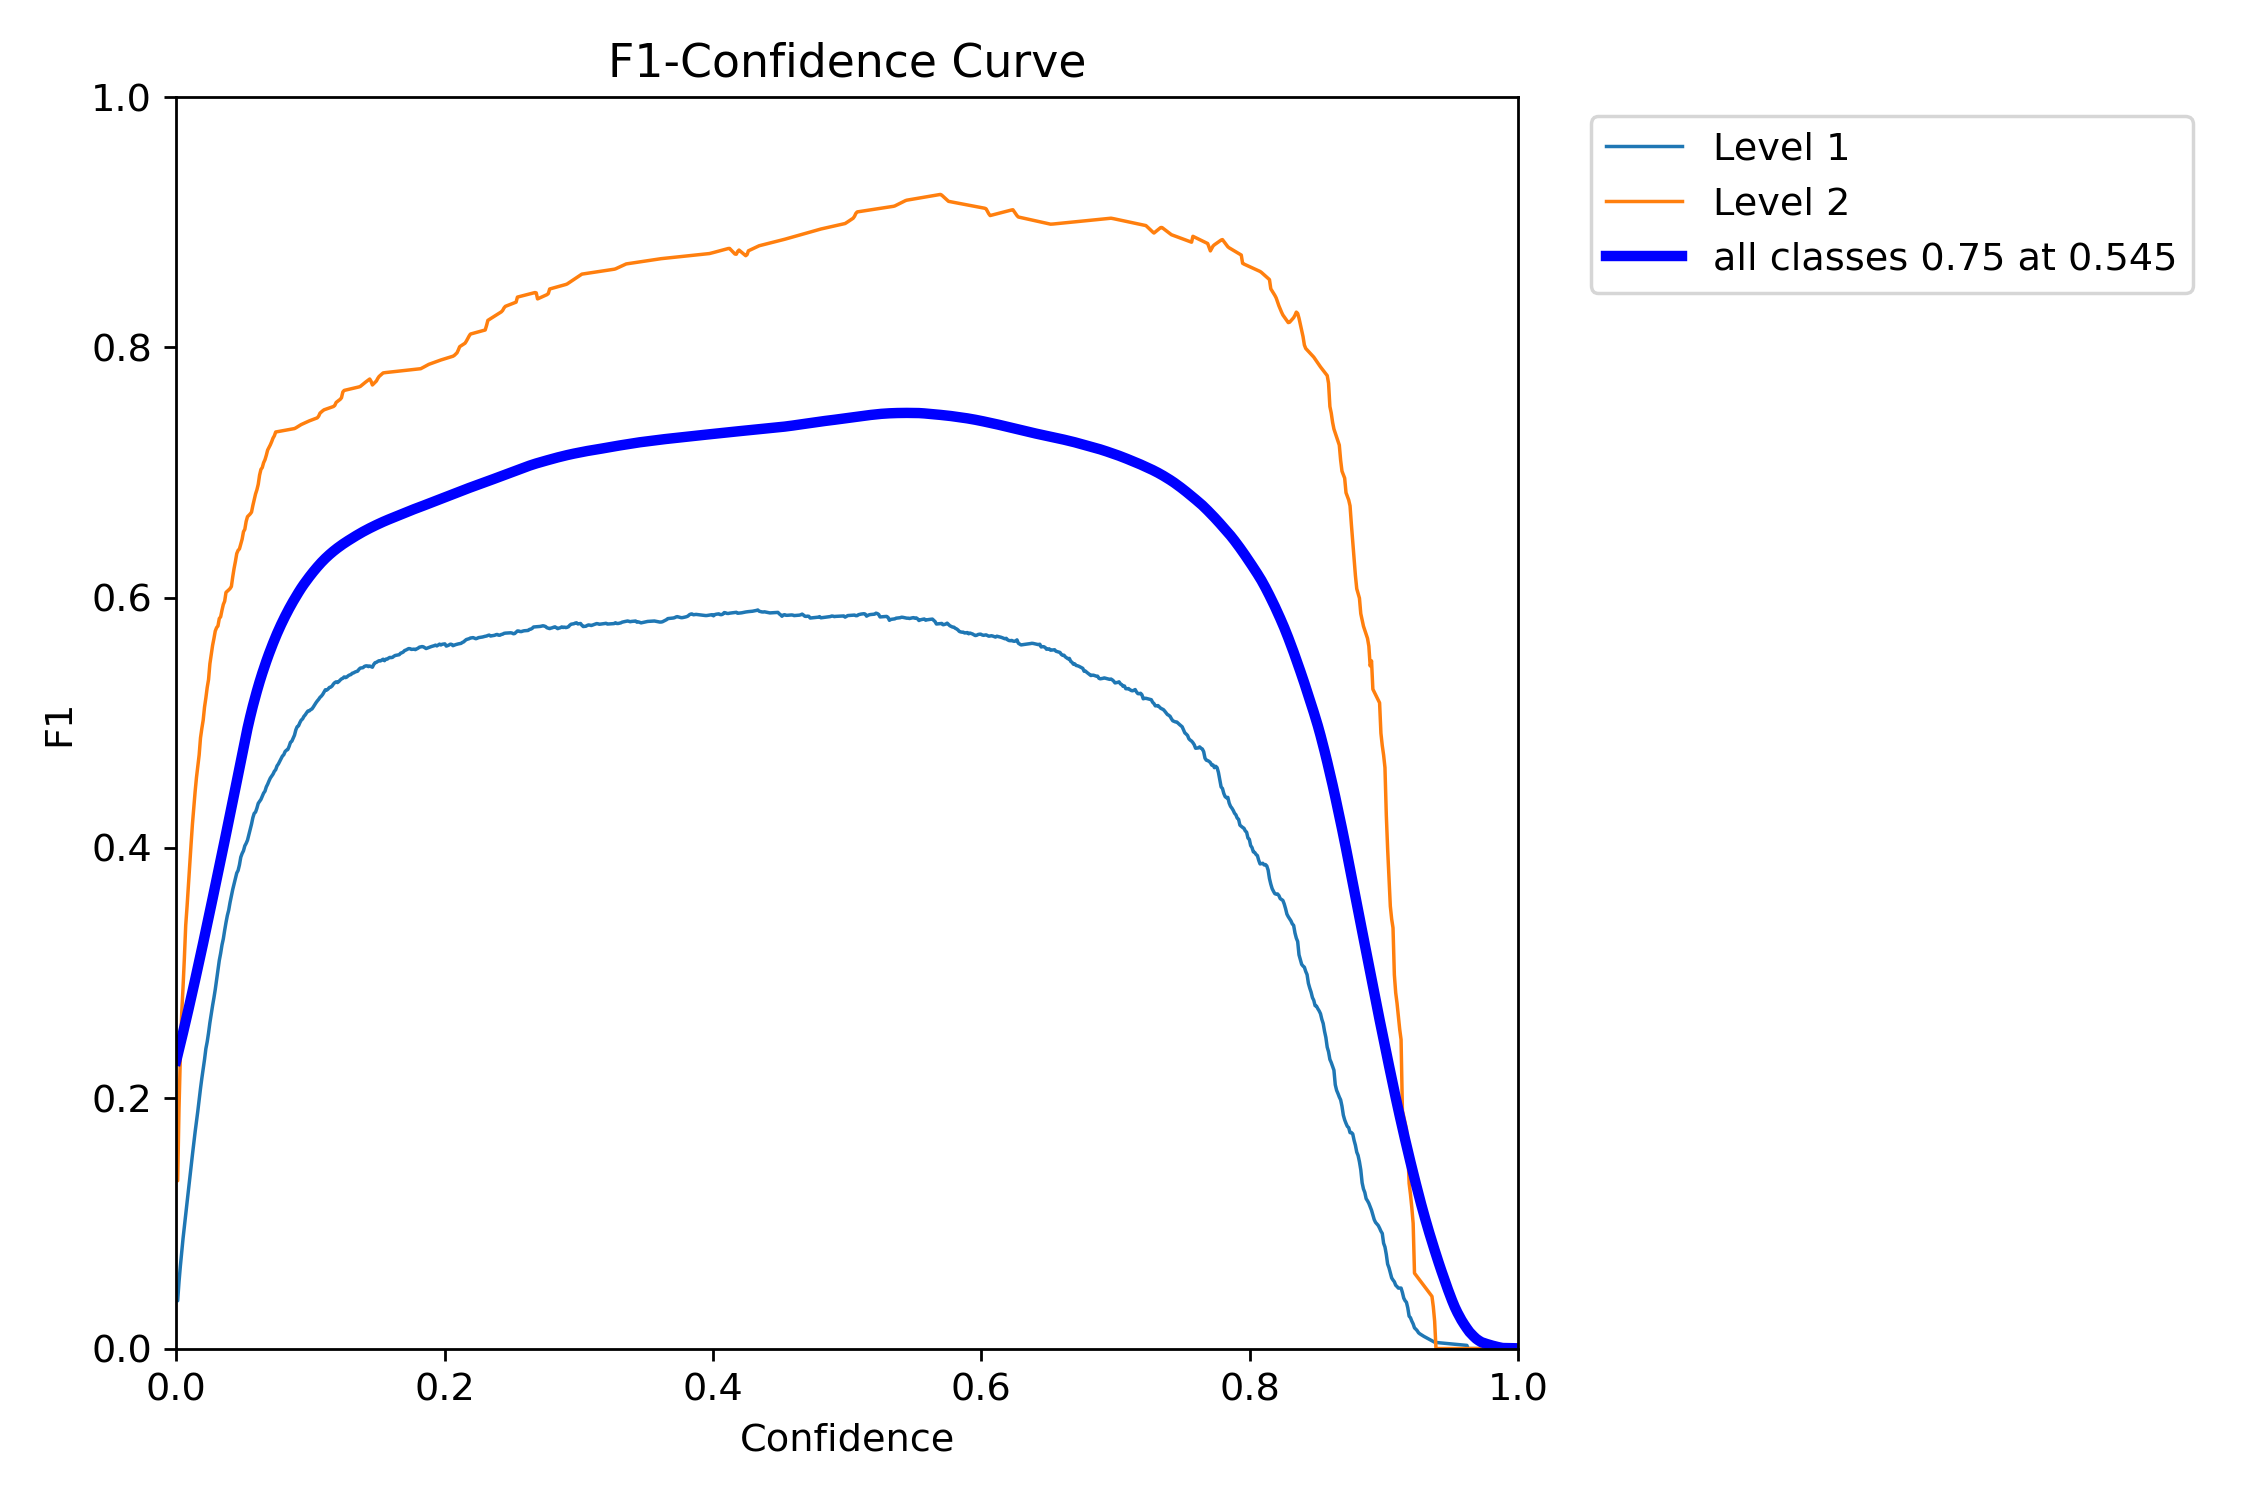 F1-Confidence Curve
1.0
0.8
0.6
0.4
0.2
0.0
F1
0.0 0.2 0.4 0.6 0.8 1.0
Confidence
Level 1
Level 2
all classes 0.75 at 0.545